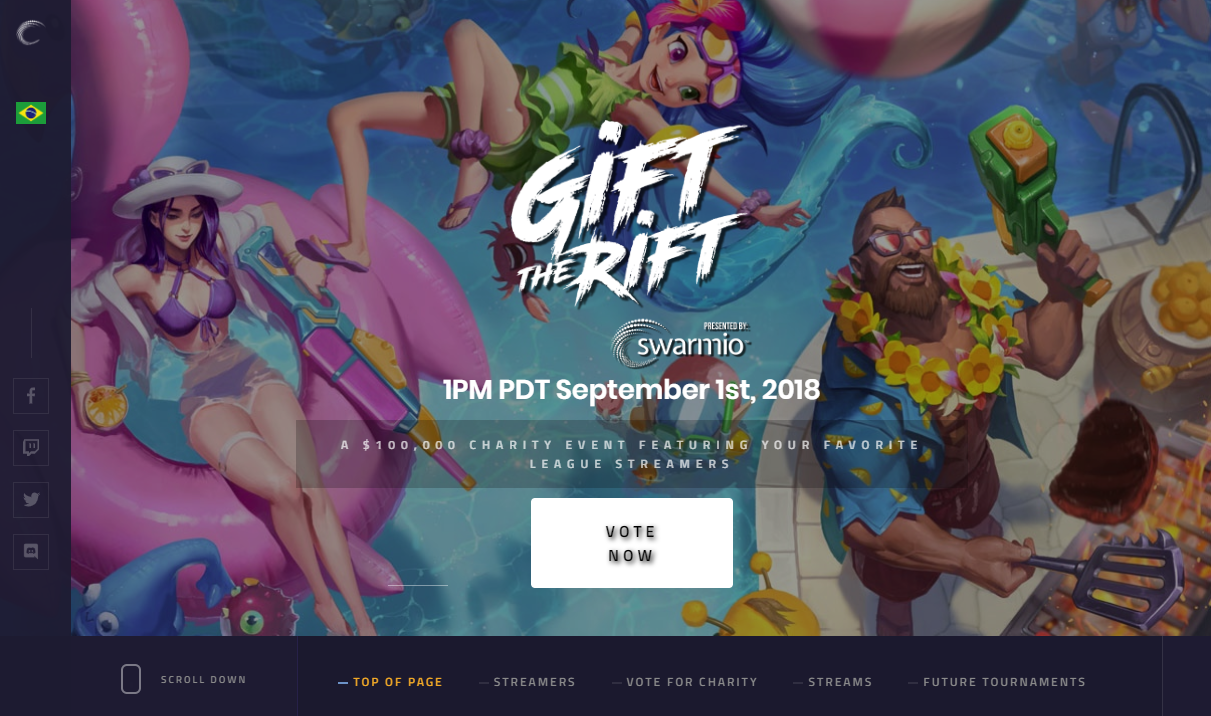 GIFT
THE RIFT
PRESENTED BY:
swarmio
1PM PDT September 1st, 2018
A $100,000 CHARITY EVENT FEATURING YOUR FAVORITE
LEAGUE STREAMERS
VOTE
NOW
SCROLL DOWN
TOP OF PAGE
STREAMERS
VOTE FOR CHARITY
STREAMS
FUTURE TOURNAMENTS